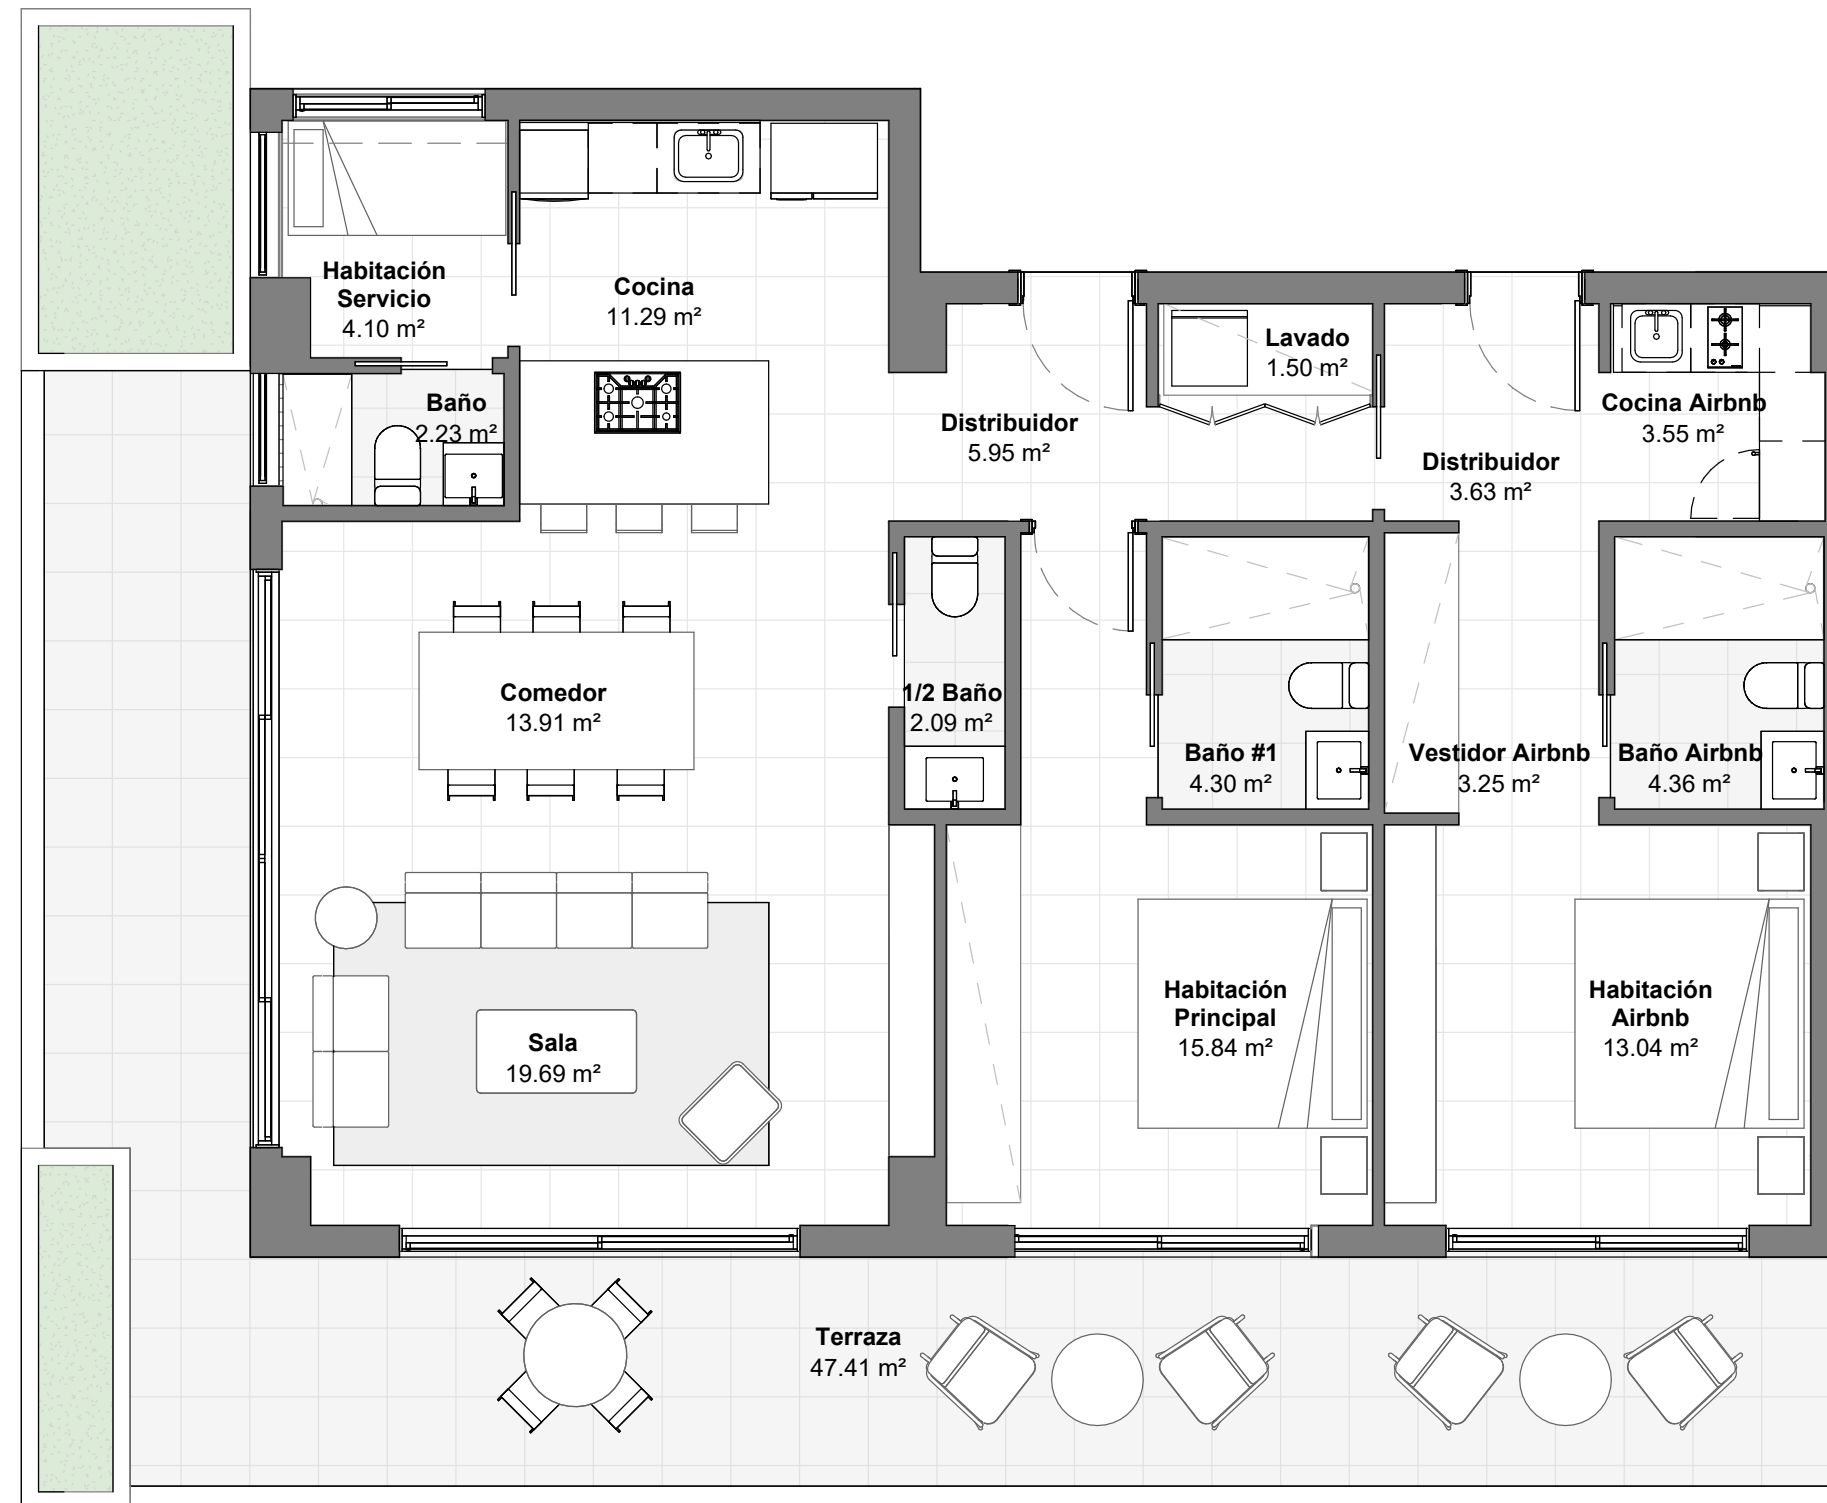 Habitación
Servicio
4.10 m²
Cocina
11.29 m²
Lavado
1.50 m²
Baño
2.23 m²
Distribuidor
5.95 m²
Cocina Airbnb
3.55 m²
Distribuidor
3.63 m²
Comedor
13.91 m²
1/2 Baño
2.09 m²
Baño #1
4.30 m²
Vestidor Airbnb
3.25 m²
Baño Airbnb
4.36 m²
Sala
19.69 m²
Habitación
Principal
15.84 m²
Habitación
Airbnb
13.04 m²
Terraza
47.41 m²